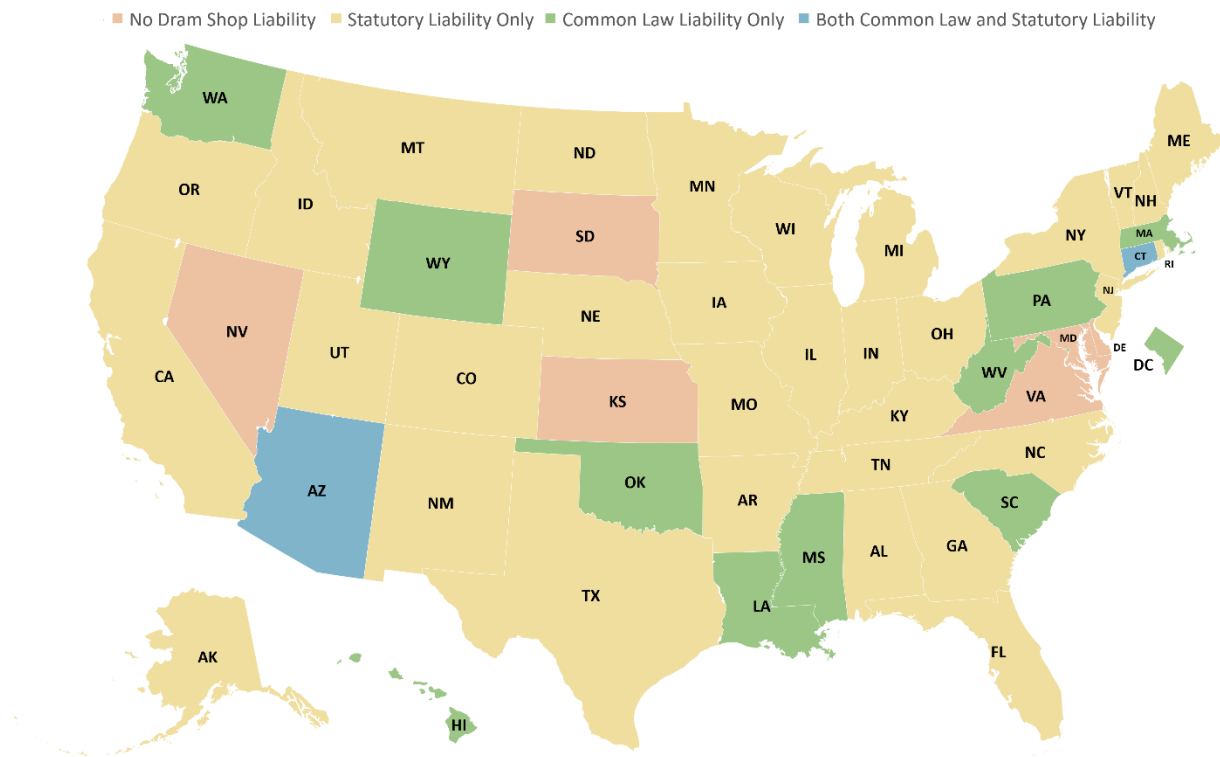 No Dram Shop Liability Statutory Liability Only Common Law Liability Only Both Common Law and Statutory Liability
WA
MT
ND
ME
OR
ID
MN
VT
NH
SD
WI
NY
MA
WY
MI
CT
RI
NE
IA
PA
NJ
NV
OH
MD
DE
UT
IL
IN
DC
CA
CO
WV
KS
MO
VA
KY
NC
TN
OK
AZ
NM
AR
SC
MS
AL
GA
TX
LA
FL
AK
HI